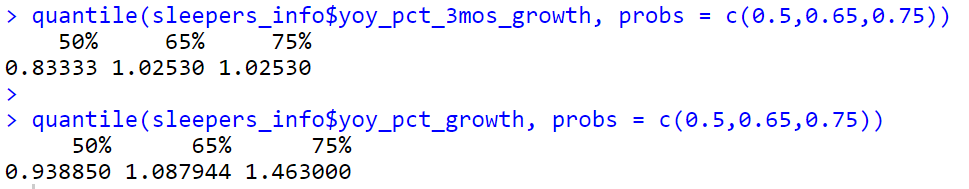 > quantile(sleepers_info$yoy_pct_3mos_growth, probs = c(0.5,0.65,0.75))
    50%     65%     75%
0.83333 1.02530 1.02530
>
> quantile(sleepers_info$yoy_pct_growth, probs = c(0.5,0.65,0.75))
     50%      65%      75%
0.938850 1.087944 1.463000